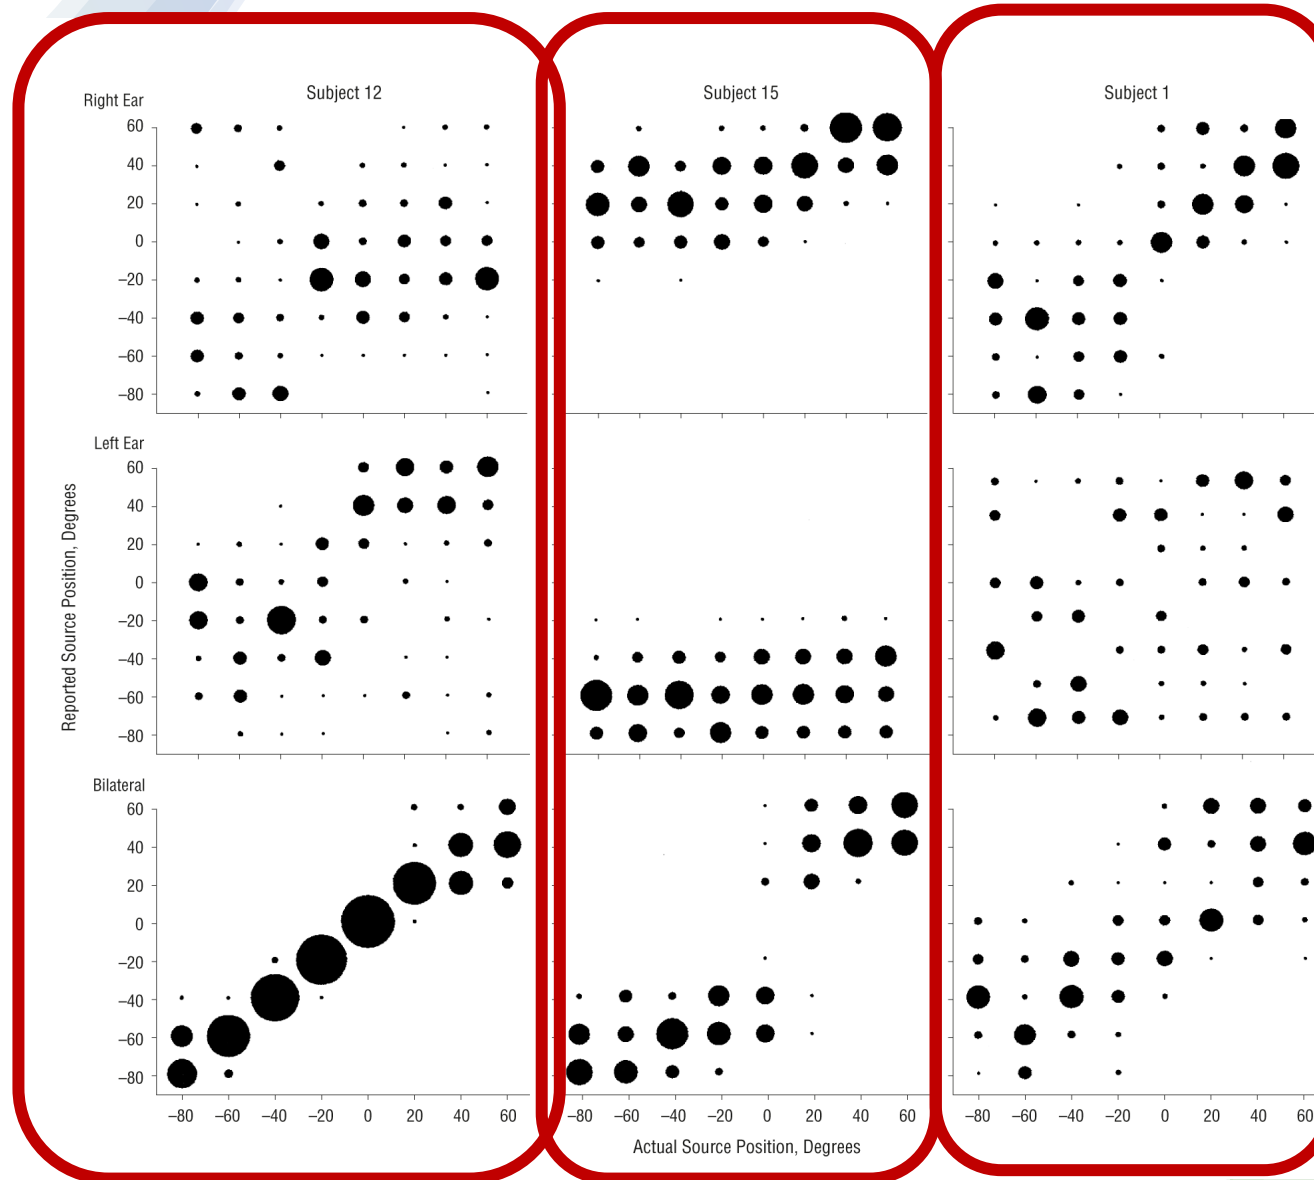 Subject 12
Subject 15
Subject 1
Right Ear
60
40
20
0
–20
–40
–60
–80
Left Ear
60
40
20
0
–20
–40
–60
–80
Reported Source Position, Degrees
Bilateral
60
40
20
0
–20
–40
–60
–80
–80 –60 –40 –20 0 20 40 60
–80 –60 –40 –20 0 20 40 60
–80 –60 –40 –20 0 20 40 60
Actual Source Position, Degrees